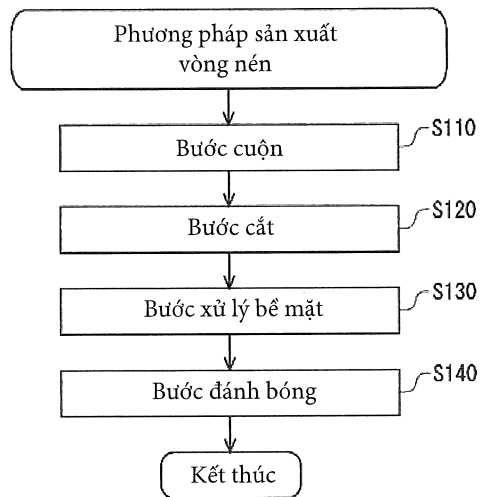 Phương pháp sản xuất
vòng nén
S110
Bước cuộn
S120
Bước cắt
S130
Bước xử lý bề mặt
S140
Bước đánh bóng
Kết thúc